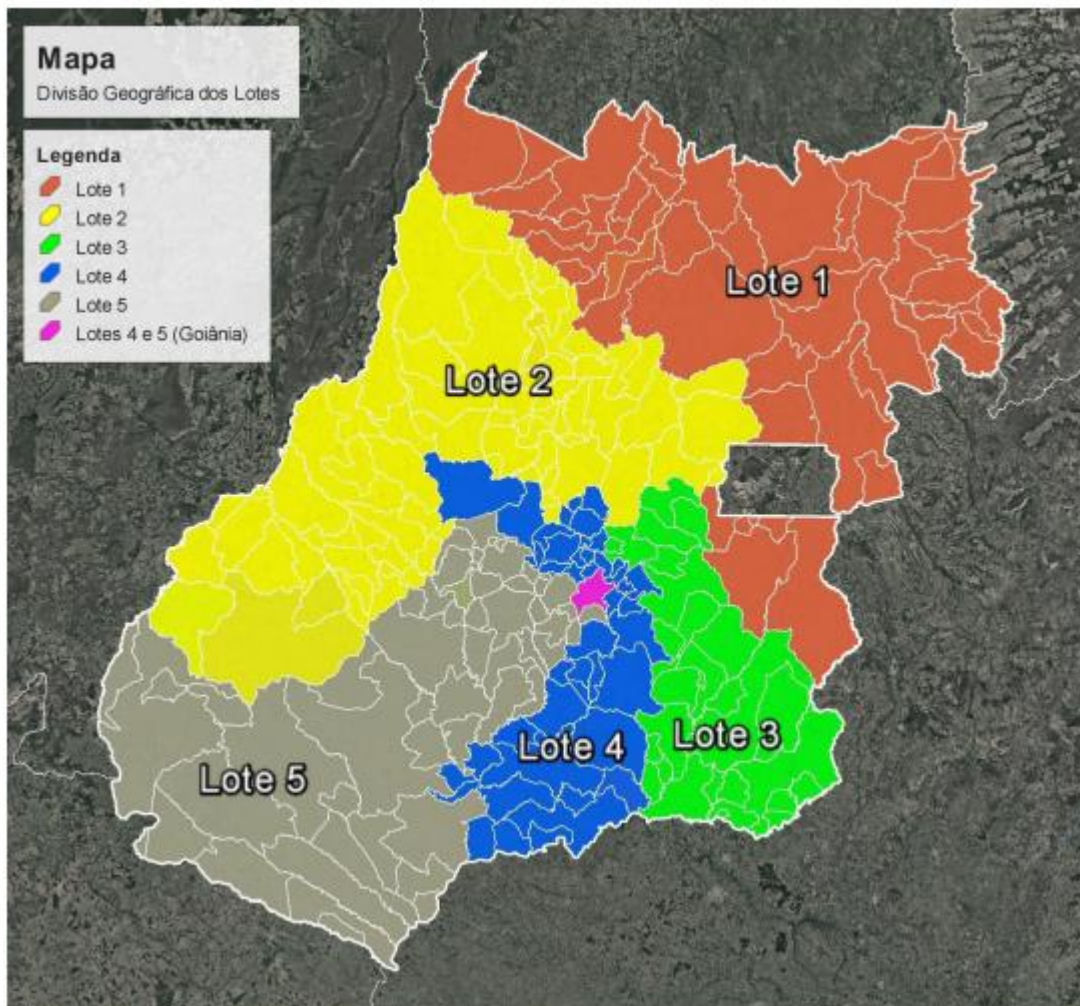 Mapa
Divisão Geográfica dos Lotes
Legenda
Lote 1
Lote 2
Lote 3
Lote 4
Lote 5
Lotes 4 e 5 (Goiânia)
Lote 1
Lote 2
Lote 3
Lote 4
Lote 5